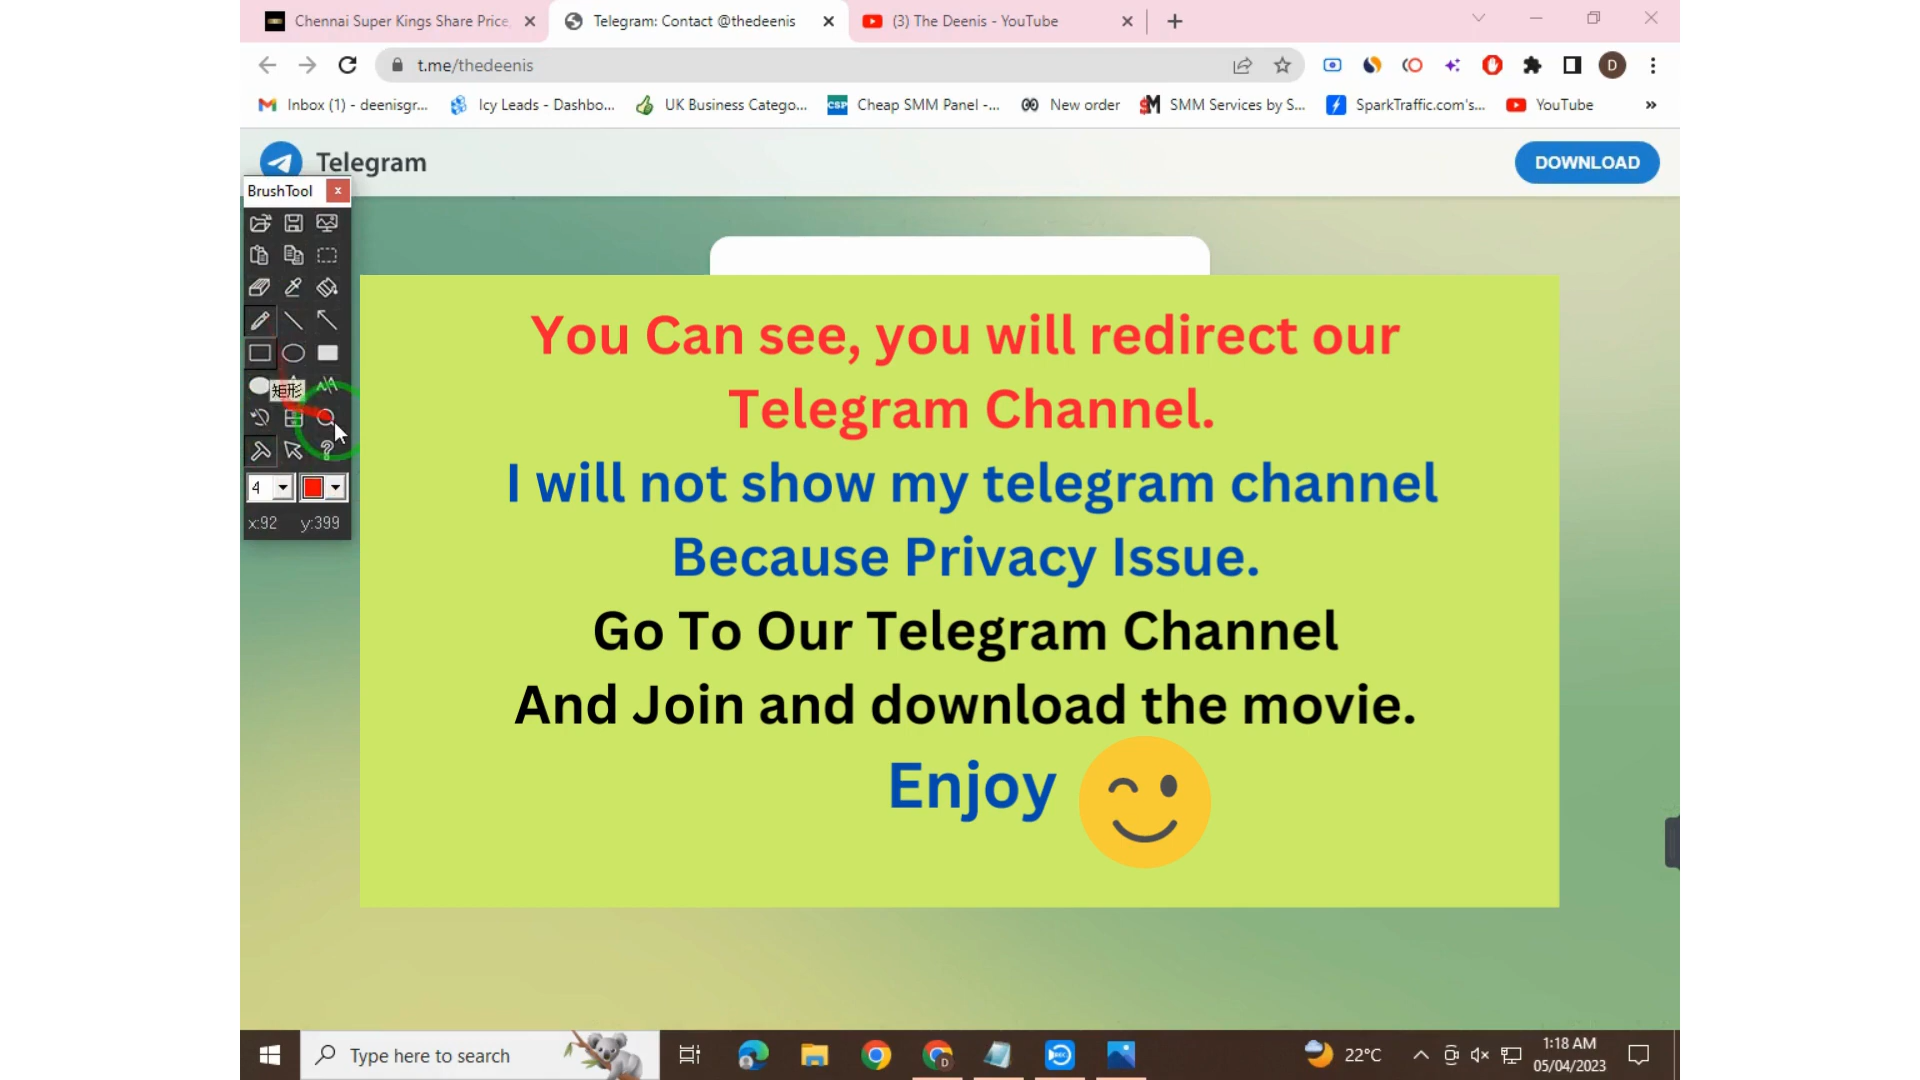 Chennai Super Kings Share Price
Telegram: Contact @thedeenis
(3) The Deenis - YouTube
t.me/thedeenis
D
Inbox (1) - deenisgr...
Icy Leads - Dashbo...
UK Business Catego...
CSP
Cheap SMM Panel -...
New order
SMM Services by S...
SparkTraffic.com's...
YouTube
Telegram
DOWNLOAD
BrushTool
矩形
4
x:92 y:399
You Can see, you will redirect our
Telegram Channel.
I will not show my telegram channel
Because Privacy Issue.
Go To Our Telegram Channel
And Join and download the movie.
Enjoy
Type here to search
22°C
1:18 AM
05/04/2023